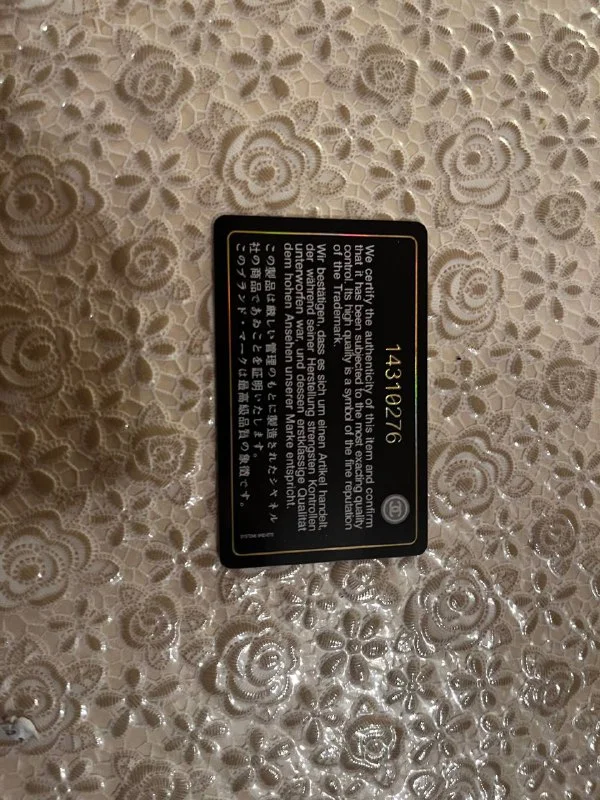 14310276
We certify the authenticity of this item and confirm
that it has been subjected to the most exacting quality
control. Its high quality is a symbol of the fine reputation
of the Trademark.
Wir bestätigen, dass es sich um einen Artikel handelt,
der während seiner Herstellung strengsten Kontrollen
unterworfen war, und dessen erstklassige Qualität
dem hohen Ansehen unserer Marke entspricht.
この製品は厳しい管理のもとに製造されたシャネル
社の商品であゐことを証明いたします。
このブランド・マークは最高級品質の象徴です。